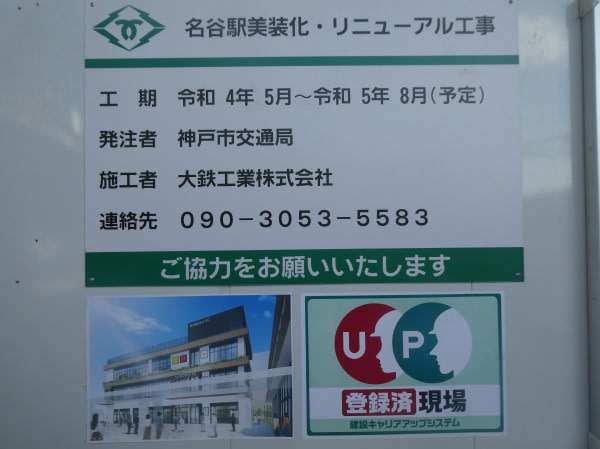 名谷駅美装化・リニューアル工事
工 期 令和 4年 5月～令和 5年 8月(予定)
発注者 神戸市交通局
施工者 大鉄工業株式会社
連絡先 090-3053-5583
ご協力をお願いいたします
UP
登録済現場
建設キャリアアップシステム